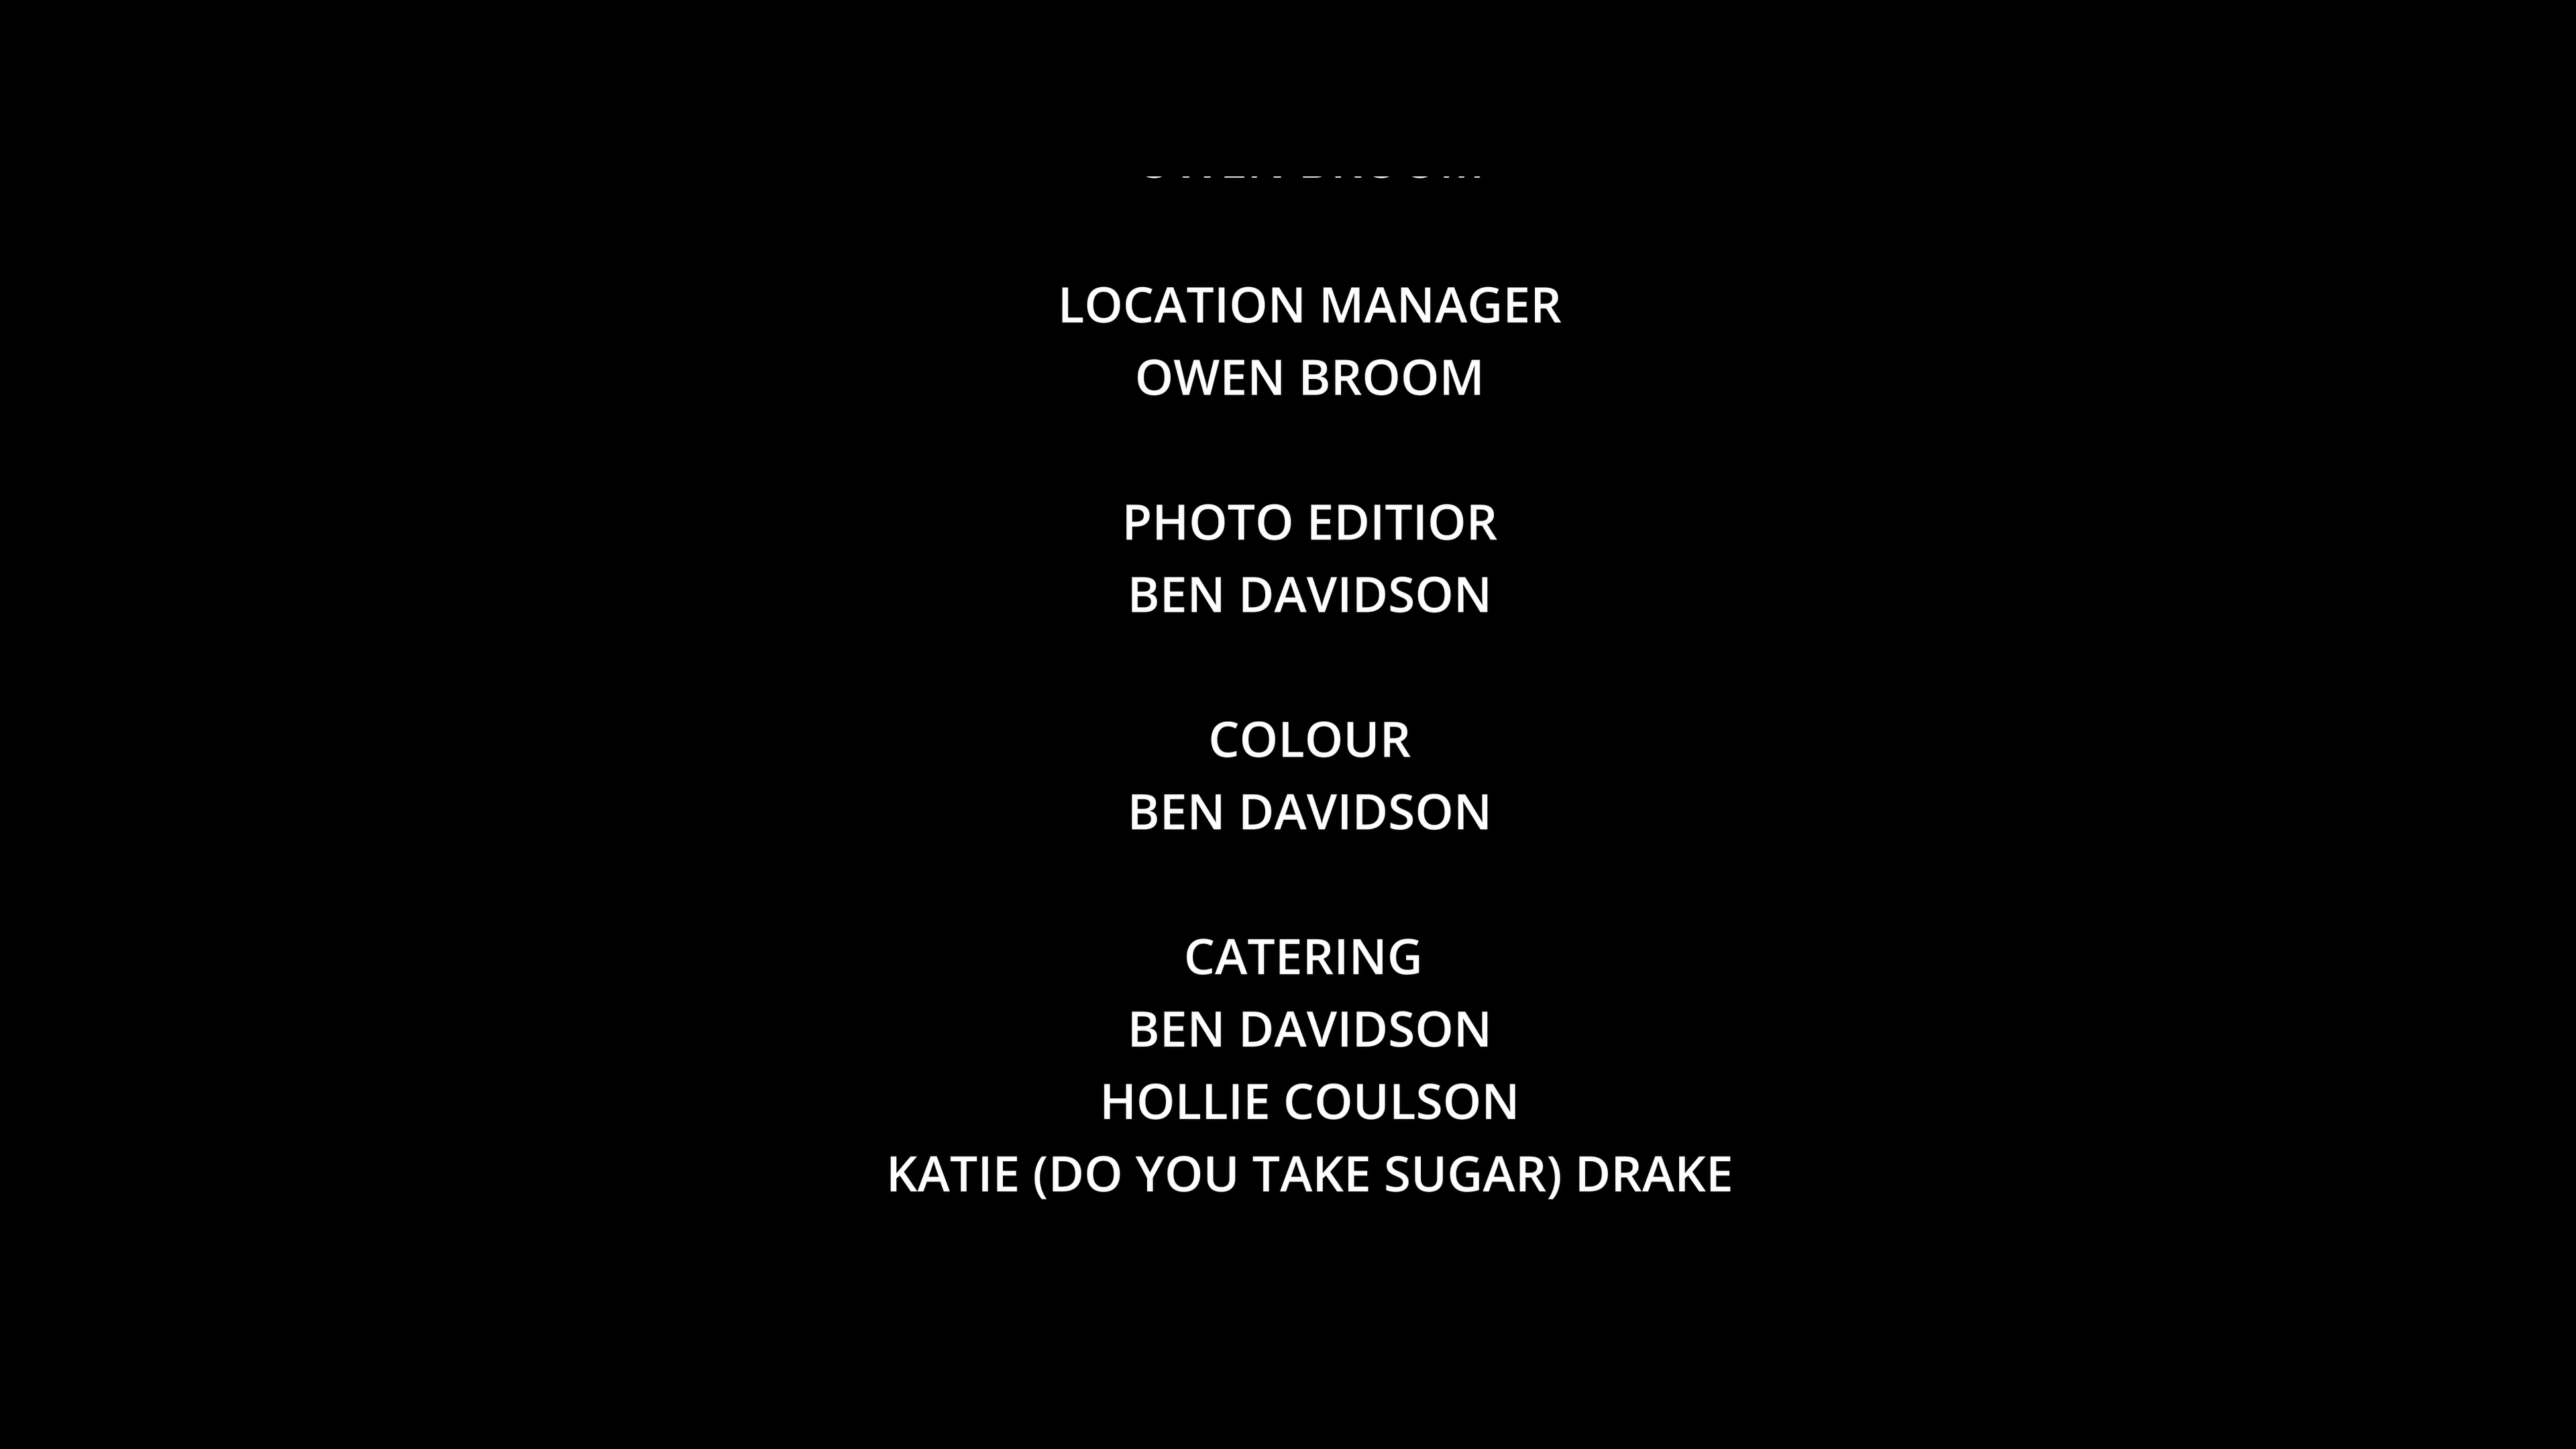 LOCATION MANAGER
OWEN BROOM
PHOTO EDITIOR
BEN DAVIDSON
COLOUR
BEN DAVIDSON
CATERING
BEN DAVIDSON
HOLLIE COULSON
KATIE (DO YOU TAKE SUGAR) DRAKE